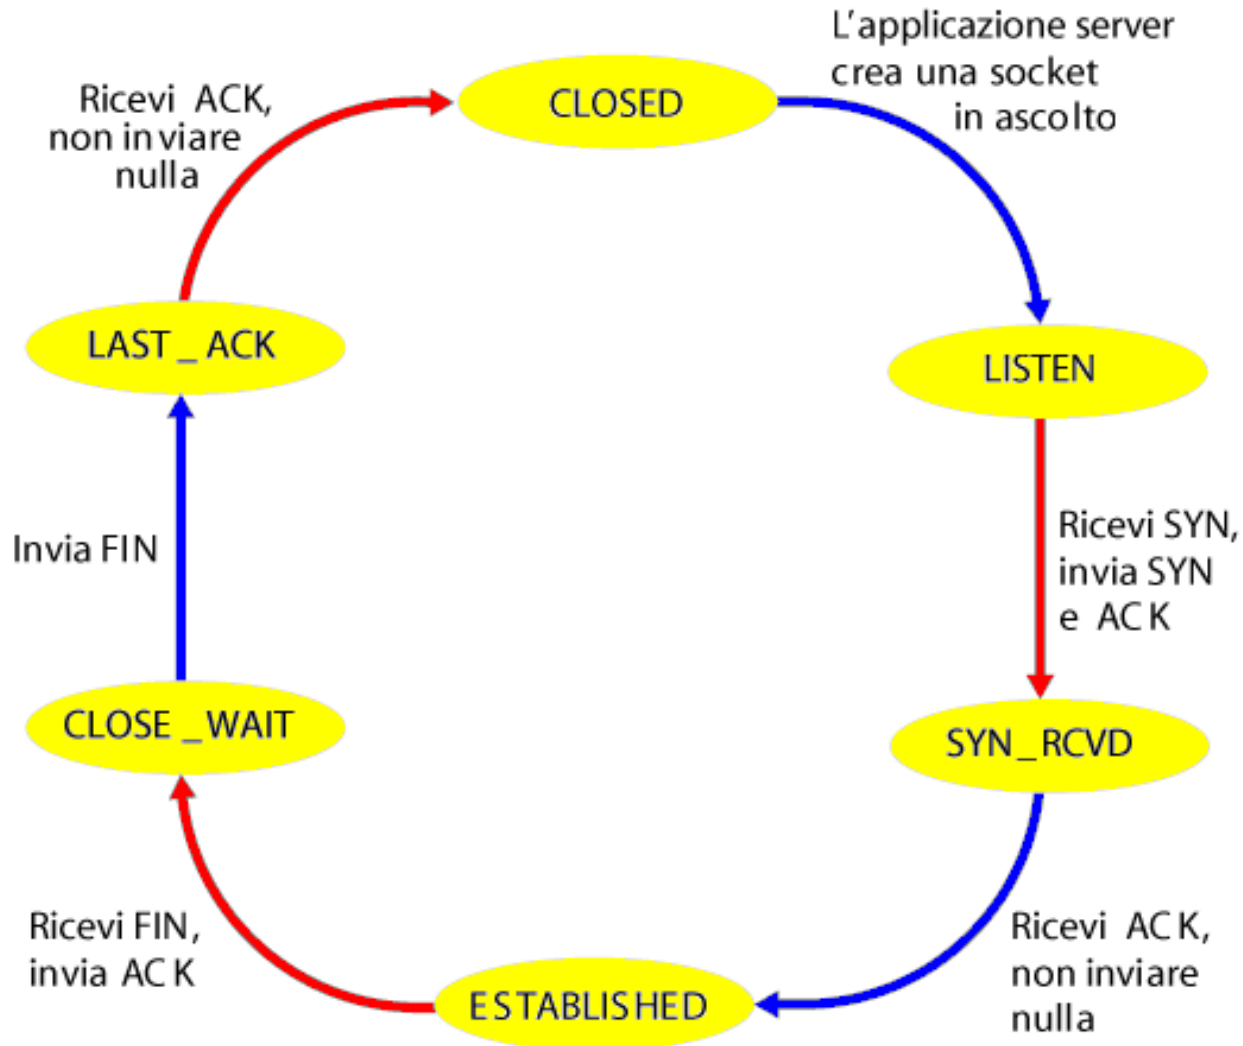 L'applicazione server
crea una socket
in ascolto
Ricevi ACK,
non inviare
nulla
CLOSED
LAST_ACK
LISTEN
Invia FIN
Ricevi SYN,
invia SYN
e ACK
CLOSE_WAIT
SYN_RCVD
Ricevi FIN,
invia ACK
ESTABLISHED
Ricevi ACK,
non inviare
nulla